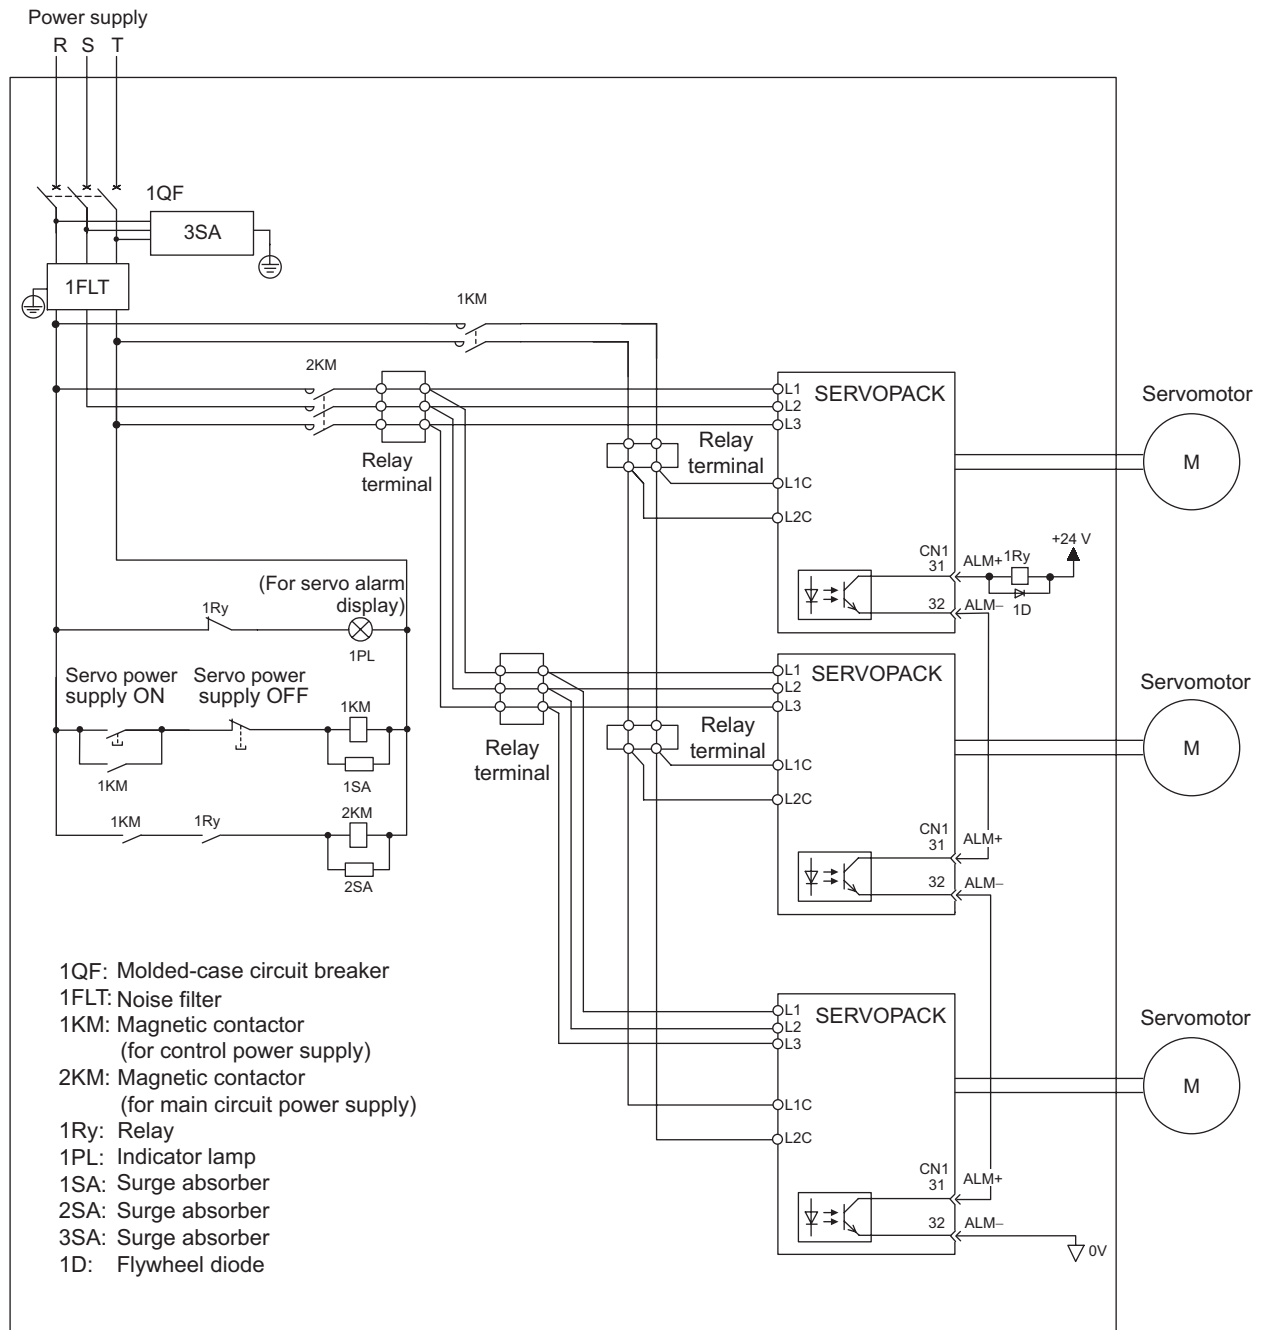 Power supply
R S T
1QF
3SA
1FLT
1KM
2KM
L1
SERVOPACK
L2
L3
Servomotor
M
Relay
terminal
Relay
terminal
L1C
L2C
CN1
31
ALM+
1Ry
+24 V
32
ALM–
1D
(For servo alarm
display)
1Ry
1PL
Servo power
supply ON
Servo power
supply OFF
1KM
1KM
1SA
1KM
1Ry
2KM
2SA
L1
SERVOPACK
L2
L3
Servomotor
M
Relay
terminal
Relay
terminal
L1C
L2C
CN1
31
ALM+
32
ALM–
1QF: Molded-case circuit breaker
1FLT: Noise filter
1KM: Magnetic contactor
(for control power supply)
2KM: Magnetic contactor
(for main circuit power supply)
1Ry: Relay
1PL: Indicator lamp
1SA: Surge absorber
2SA: Surge absorber
3SA: Surge absorber
1D: Flywheel diode
L1
SERVOPACK
L2
L3
Servomotor
M
L1C
L2C
CN1
31
ALM+
32
ALM–
0V